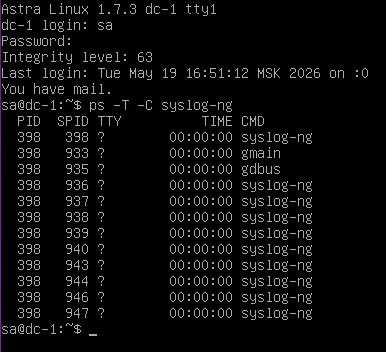 Astra Linux 1.7.3 dc-1 tty1
dc-1 login: sa
Password:
Integrity level: 63
Last login: Tue May 19 16:51:12 MSK 2026 on :0
You have mail.
sa@dc-1:~$ ps -T -C syslog-ng
  PID  SPID TTY          TIME CMD
  398   398 ?        00:00:00 syslog-ng
  398   933 ?        00:00:00 gmain
  398   935 ?        00:00:00 gdbus
  398   936 ?        00:00:00 syslog-ng
  398   937 ?        00:00:00 syslog-ng
  398   938 ?        00:00:00 syslog-ng
  398   939 ?        00:00:00 syslog-ng
  398   940 ?        00:00:00 syslog-ng
  398   943 ?        00:00:00 syslog-ng
  398   944 ?        00:00:00 syslog-ng
  398   946 ?        00:00:00 syslog-ng
  398   947 ?        00:00:00 syslog-ng
sa@dc-1:~$ _